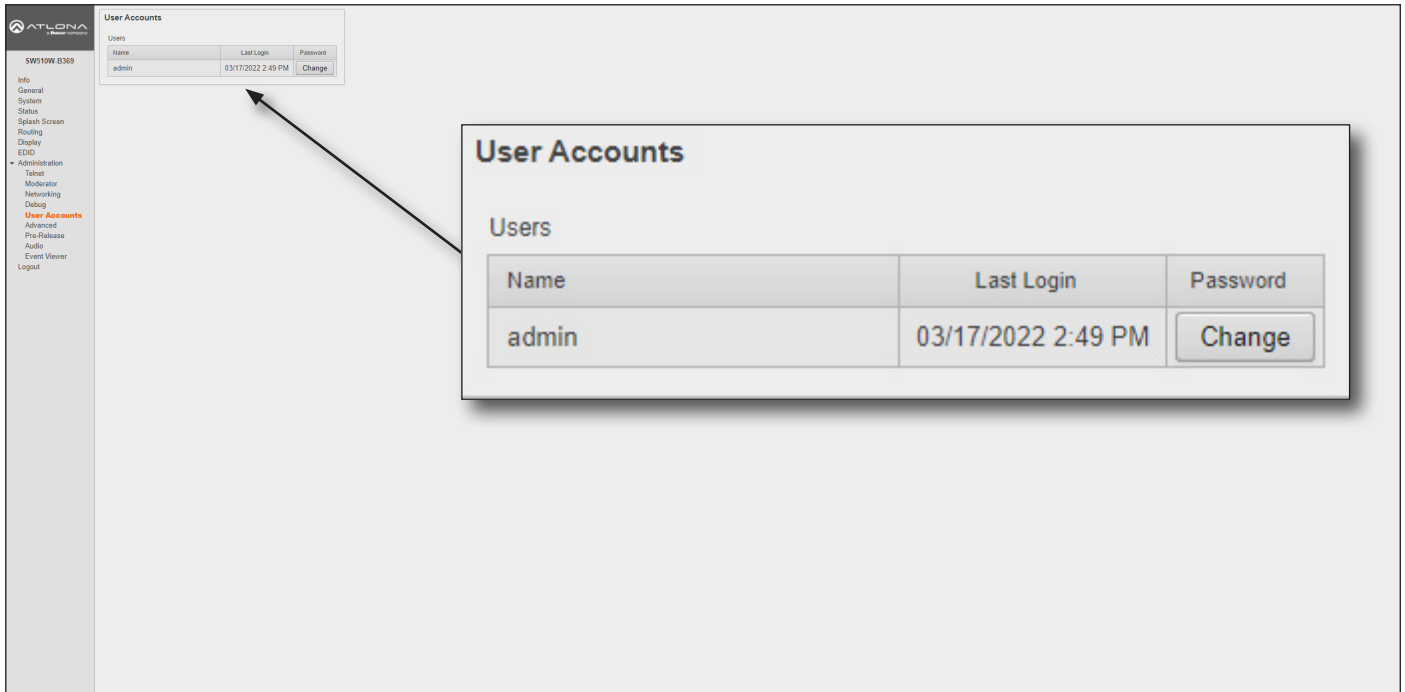 ATLONA
a Panduit company
SW510W-B369
Info
General
System
Status
Splash Screen
Routing
Display
EDID
Administration
Telnet
Moderator
Networking
Debug
User Accounts
Advanced
Pre-Release
Audio
Event Viewer
Logout
User Accounts
Users
Name Last Login Password
admin 03/17/2022 2:49 PM Change
User Accounts
Users
Name Last Login Password
admin 03/17/2022 2:49 PM Change